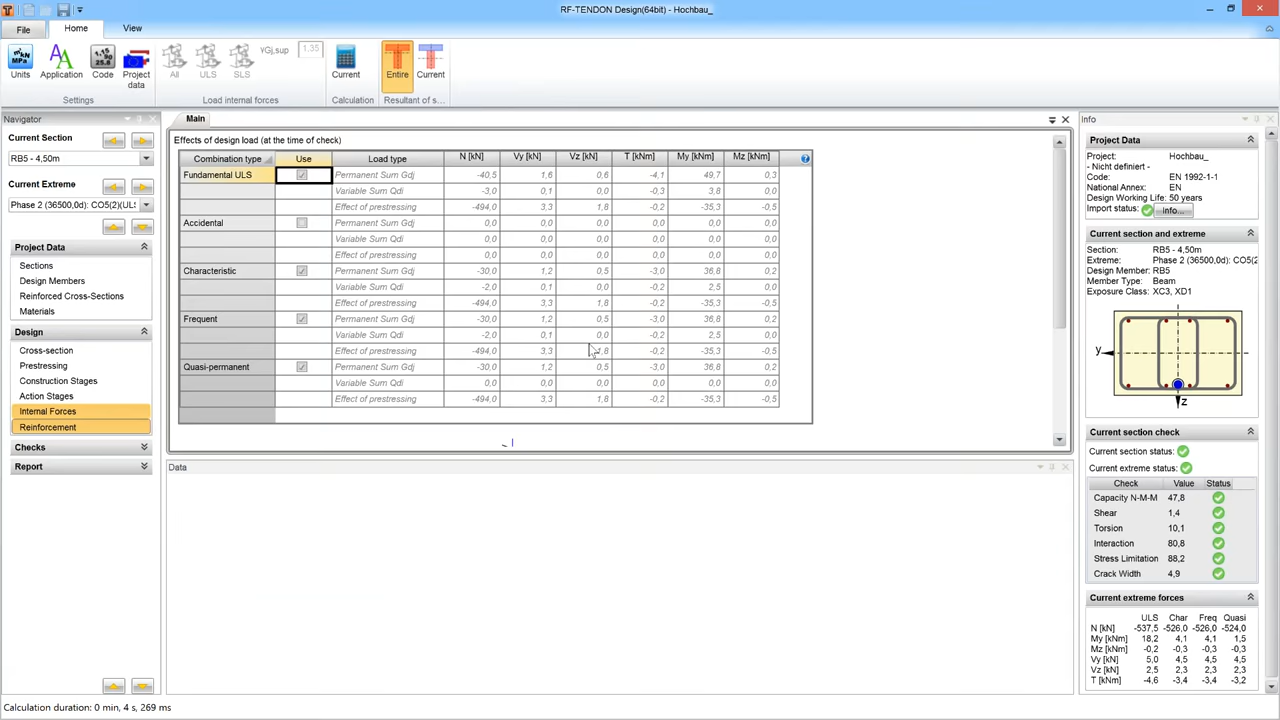 RF-TENDON Design(64bit) - Hochbau_
File Home View
Units Application Code Project data
Settings
All ULS SLS γGj,sup 1.35
Load internal forces
Current
Calculation
Entire Current
Resultant of s...
Navigator
Current Section
RB5 - 4,50m
Current Extreme
Phase 2 (36500,0d): CO5(2)(UL
Project Data
Sections
Design Members
Reinforced Cross-Sections
Materials
Design
Cross-section
Prestressing
Construction Stages
Action Stages
Internal Forces
Reinforcement
Checks
Report
Main
Effects of design load (at the time of check)
Combination type Use Load type N [kN] Vy [kN] Vz [kN] T [kNm] My [kNm] Mz [kNm]
Fundamental ULS Permanent Sum Gdj -40,5 1,6 0,6 -4,1 49,7 0,3
Variable Sum Qdi -3,0 0,1 0,0 -0,3 3,8 0,0
Effect of prestressing -494,0 3,3 1,8 -0,2 -35,3 -0,5
Accidental Permanent Sum Gdj 0,0 0,0 0,0 0,0 0,0 0,0
Variable Sum Qdi 0,0 0,0 0,0 0,0 0,0 0,0
Effect of prestressing 0,0 0,0 0,0 0,0 0,0 0,0
Characteristic Permanent Sum Gdj -30,0 1,2 0,5 -3,0 36,8 0,2
Variable Sum Qdi -2,0 0,1 0,0 -0,2 2,5 0,0
Effect of prestressing -494,0 3,3 1,8 -0,2 -35,3 -0,5
Frequent Permanent Sum Gdj -30,0 1,2 0,5 -3,0 36,8 0,2
Variable Sum Qdi -2,0 0,1 0,0 -0,2 2,5 0,0
Effect of prestressing -494,0 3,3 1,8 -0,2 -35,3 -0,5
Quasi-permanent Permanent Sum Gdj -30,0 1,2 0,5 -3,0 36,8 0,2
Variable Sum Qdi 0,0 0,0 0,0 0,0 0,0 0,0
Effect of prestressing -494,0 3,3 1,8 -0,2 -35,3 -0,5
Data
Info
Project Data
Project: Hochbau_
- Nicht definiert -
Code: EN 1992-1-1
National Annex: EN
Design Working Life: 50 years
Import status: Info...
Current section and extreme
Section: RB5 - 4,50m
Extreme: Phase 2 (36500,0d): CO5(2
Design Member: RB5
Member Type: Beam
Exposure Class: XC3, XD1
y
z
Current section check
Current section status:
Current extreme status:
Check Value Status
Capacity N-M-M 47,8
Shear 1,4
Torsion 10,1
Interaction 80,8
Stress Limitation 88,2
Crack Width 4,9
Current extreme forces
ULS Char Freq Quasi
N [kN] -537,5 -526,0 -526,0 -524,0
My [kNm] 18,2 4,1 4,1 1,5
Mz [kNm] -0,2 -0,3 -0,3 -0,3
Vy [kN] 5,0 4,5 4,5 4,5
Vz [kN] 2,5 2,3 2,3 2,3
T [kNm] -4,6 -3,4 -3,4 -3,2
Calculation duration: 0 min, 4 s, 269 ms